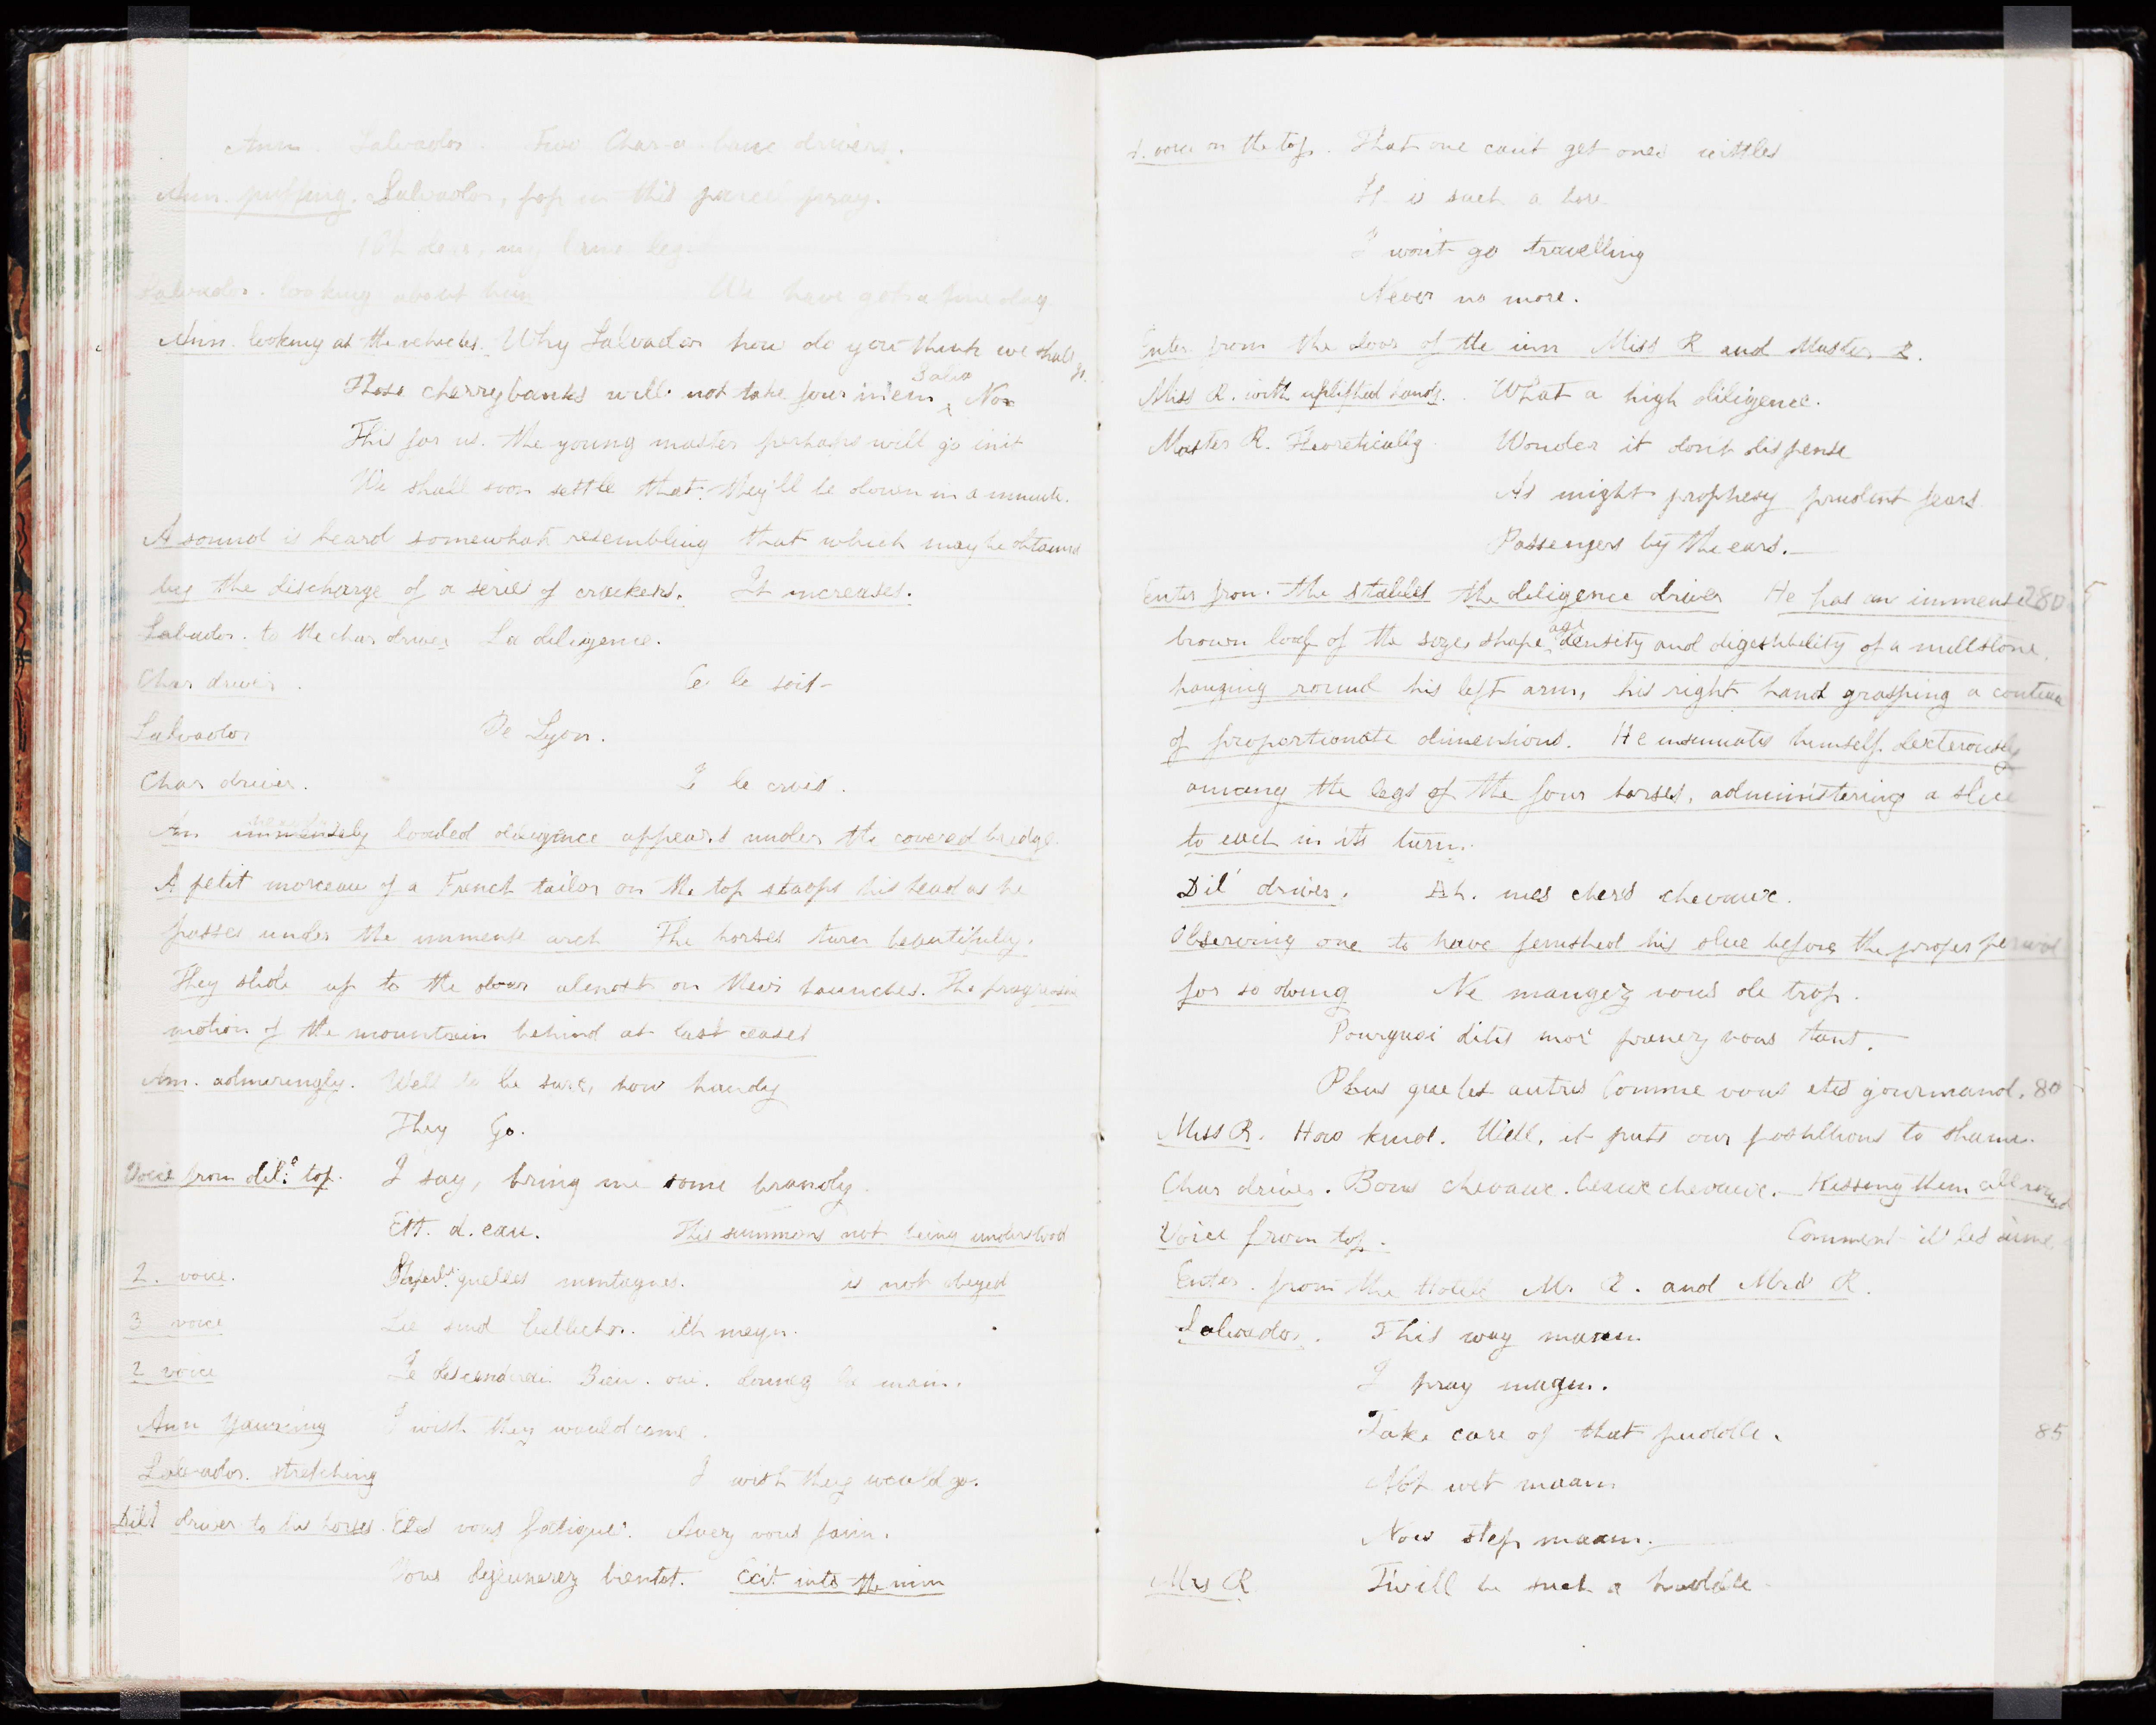 Ann. Salvador. Two Char-a-banc drivers.
Ann. puffing. Salvador, pop in this parcel pray.
Oh dear, my lame leg.
Salvador. looking about him We have got a fine day
Ann. looking at the vehicles. Why Salvador how do you think we shall go.
Those cherrybanks will not take four in'em Salva Non
This for us. the young master perhaps will go in it
We shall soon settle that. they'll be down in a minute.
A sound is heard somewhat resembling that which may be obtained
by the discharge of a series of crackers. It increases.
Salvador. to the char driver La diligence.
Char driver. Ce le soit
Salvador De Lyon.
Char driver. I le crois.
An immensely loaded diligence appears under the covered bridge.
A petit morceau of a French tailor on the top stoops his head as he
passes under the immense arch The horses turn beautifully.
They slide up to the door almost on their haunches. The progressive
motion of the mountain behind at last ceases
Ann. admiringly. Well to be sure, how handy
They Go.
Voice from dil:e top. I say, bring me some brandy.
Ett. d. eau. This summons not being understood
2. voice. quelles montagnes. is not obeyed
3 voice Sie sind ich meyn.
2 voice Je descendrai. Bien. oui. donnez la main.
Ann yawning I wish they would come.
Salvador. stretching I wish they would go.
Dil! driver to his horses. Etes vous fatigue. Avez vous faim.
Vous dejeunerez bientot. Exit into the inn
1. voice on the top. That one can't get ones vittles
It is such a bore.
I won't go travelling
Never no more.
Enter from the door of the inn Miss R and Master R.
Miss R. with uplifted hands. What a high diligence.
Master R. Theoretically Wonder it don't dispense
As might prophesy prudent fears
Passengers by the ears.
Enter from the stables the diligence driver He has an immense 280
brown loaf of the size, shape, age density and digestibility of a millstone.
hanging round his left arm, his right hand grasping a couteau
of proportionate dimensions. He insinuates himself dexterously
among the legs of the four horses, administering a slice
to each in its turn.
Dil' driver. Ah. mes chers chevaux.
Observing one to have finished his slice before the proper period
for so doing Ne mangez vous de trop.
Pourquoi dites moi prenez vous tant.
Plus que les autres Comme vous etes gourmand. 80
Miss R. How kind. Well, it puts our postillions to shame.
Char driver. Bons chevaux. beaux chevaux. Kissing them all round
Voice from top. Comment il les aime.
Enter from the Hotel Mr R. and Mrs R.
Salvador. This way maam
I pray maam.
Take care of that puddle. 85
Not wet maam
Now step maam.
Mrs R Twill be such a huddle